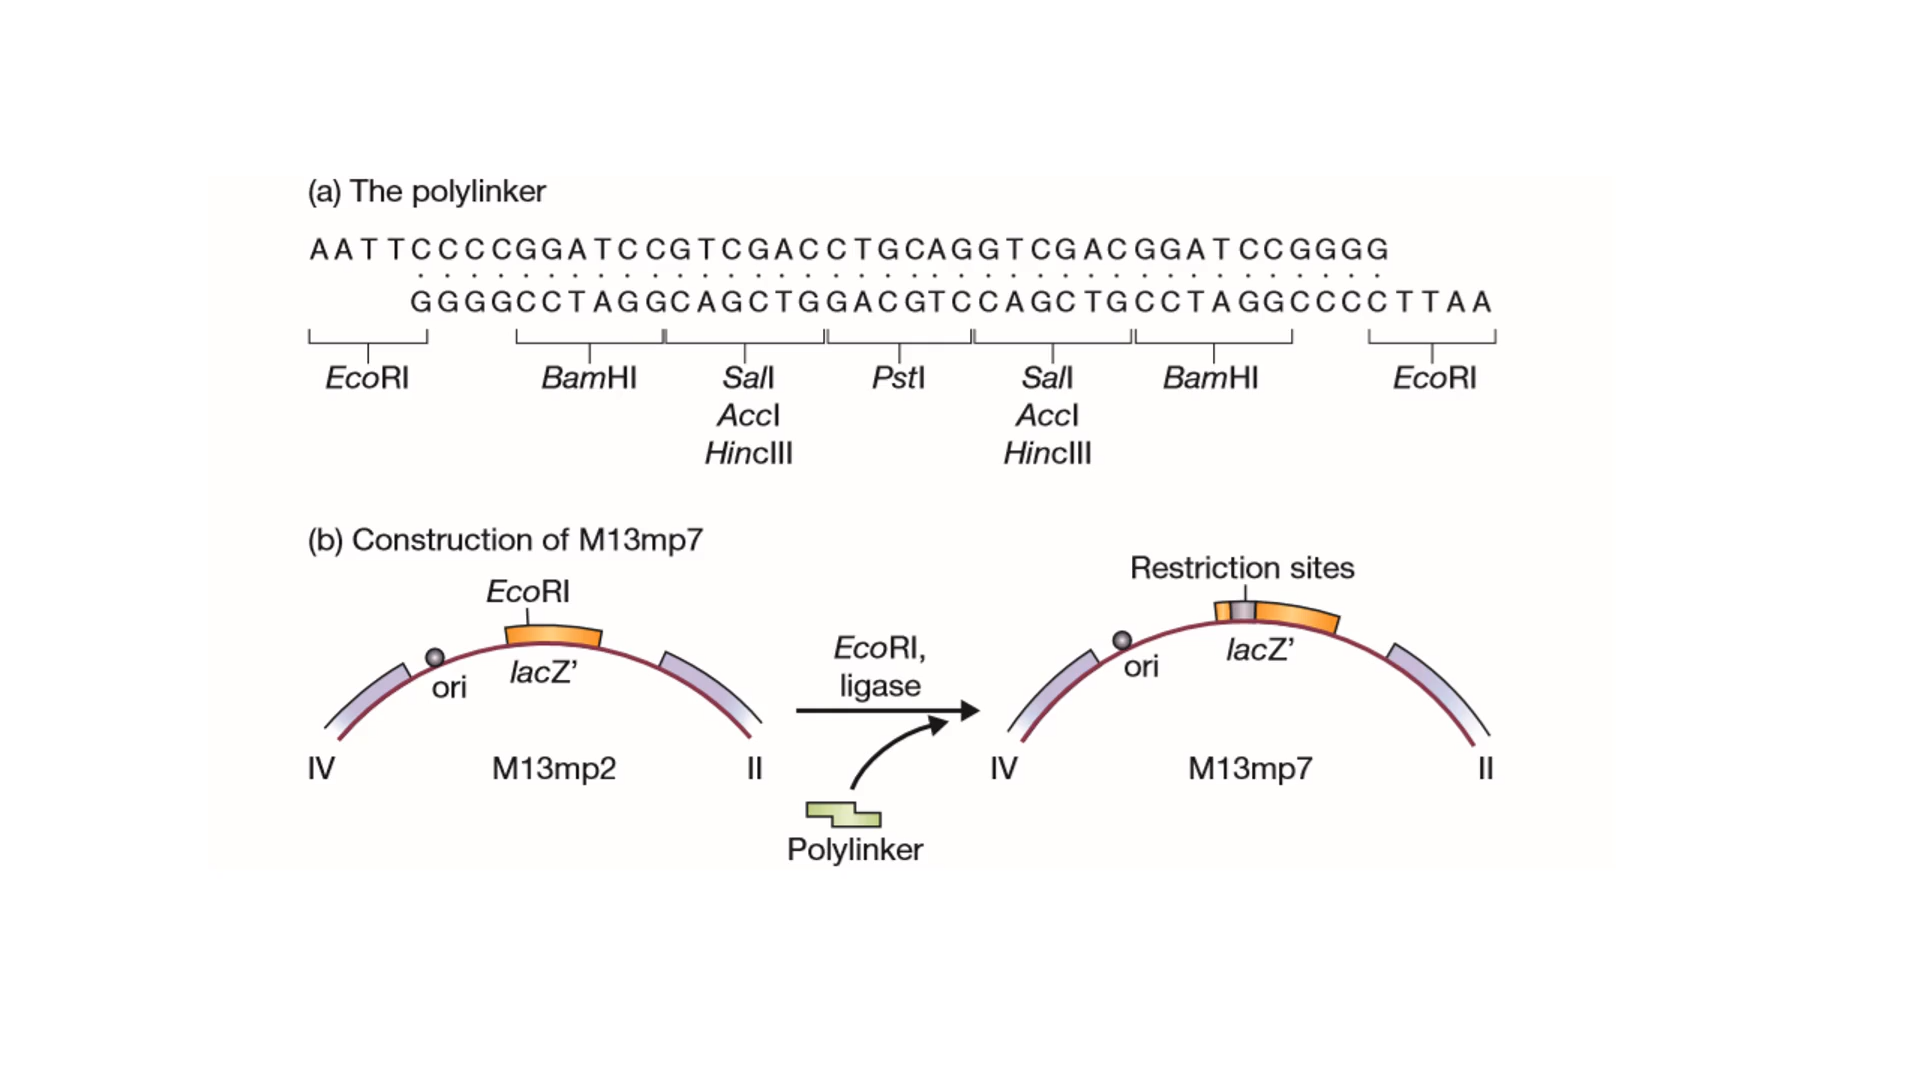 (a) The polylinker
AATTCCCCGGATCCGTCGACCTGCAGGTCGACGGATCCGGGG
GGGGCCTAGGCAGCTGGACGTCCAGCTGCCTAGGCCCCTTAA
EcoRI BamHI SalI PstI SalI BamHI EcoRI
AccI AccI
HincIII HincIII
(b) Construction of M13mp7
Restriction sites
EcoRI
EcoRI,
ligase
lacZ’ lacZ’
ori ori
IV M13mp2 II IV M13mp7 II
Polylinker